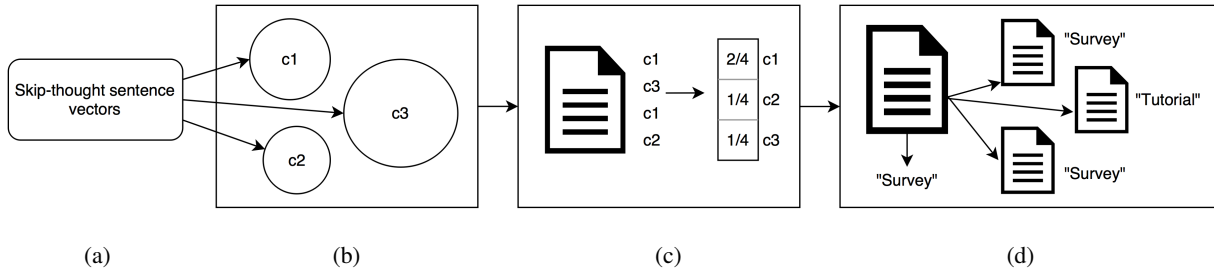 Skip-thought sentence
vectors
c1
c3
c2
c1
c3
c1
c2
2/4 c1
1/4 c2
1/4 c3
"Survey"
"Survey"
"Tutorial"
"Survey"
(a) (b) (c) (d)